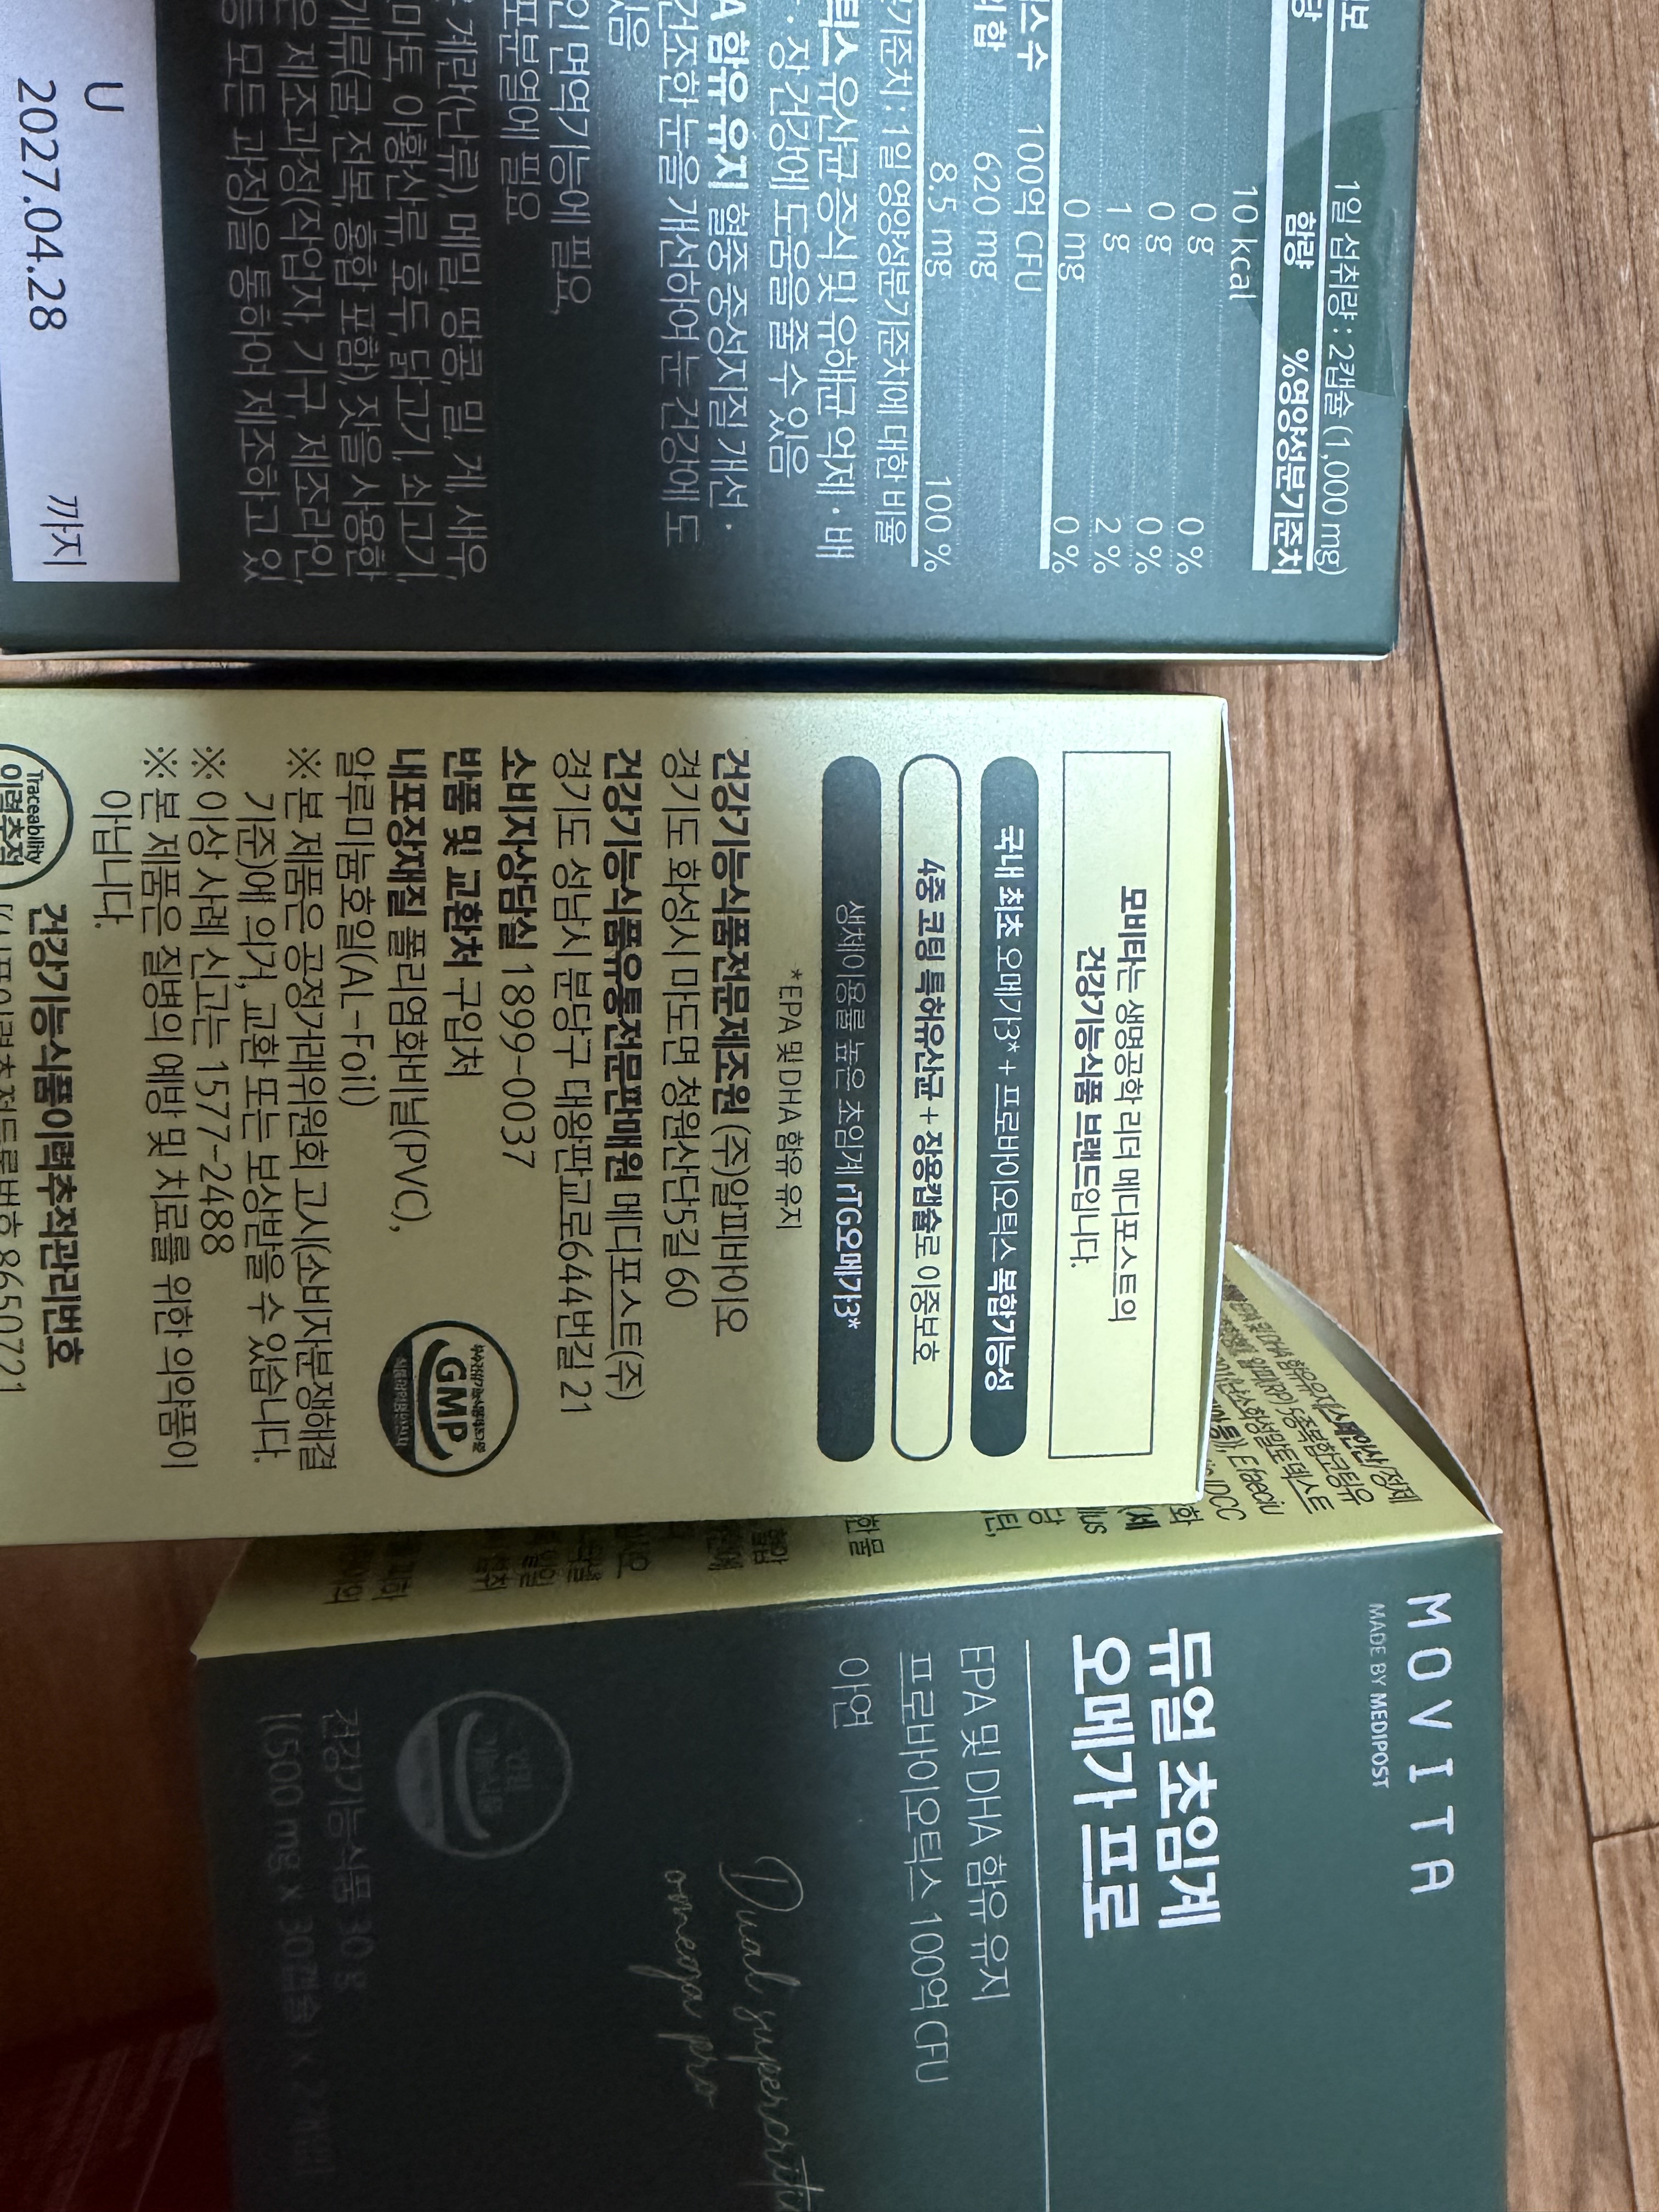 1일 섭취량 : 2캡슐 (1,000 mg)
함량 %영양성분기준치
10 kcal
0 g 0 %
0 g 0 %
1 g 2 %
0 mg 0 %
100억 CFU
620 mg
8.5 mg 100 %
기준치 : 1일 영양성분기준치에 대한 비율
유산균 증식 및 유해균 억제 · 배
· 장 건강에 도움을 줄 수 있음
A 함유 유지 혈중 중성지질 개선 ·
건조한 눈을 개선하여 눈 건강에 도
있음
면역기능에 필요,
포분열에 필요
계란(난류), 메밀, 땅콩, 밀, 게, 새우,
마토, 아황산류, 호두, 닭고기, 쇠고기,
개류(굴, 전복, 홍합 포함), 잣을 사용한
은 제조과정(작업자, 기구, 제조라인,
등 모든 과정)을 통하여 제조하고 있
U
2027.04.28 까지
모비타는 생명공학 리더 메디포스트의
건강기능식품 브랜드입니다.
국내 최초 오메가3* + 프로바이오틱스 복합기능성
4중 코팅 특허유산균 + 장용캡슐로 이중보호
생체이용률 높은 초임계 rTG오메가3*
*EPA 및 DHA 함유 유지
건강기능식품전문제조원 (주)알피바이오
경기도 화성시 마도면 청원산단5길 60
건강기능식품유통전문판매원 메디포스트(주)
경기도 성남시 분당구 대왕판교로644번길 21
소비자상담실 1899-0037
반품 및 교환처 구입처
내포장재질 폴리염화비닐(PVC),
알루미늄호일(AL-Foil)
※ 본 제품은 공정거래위원회 고시(소비자분쟁해결
기준)에 의거, 교환 또는 보상받을 수 있습니다.
※ 이상 사례 신고는 1577-2488
※ 본 제품은 질병의 예방 및 치료를 위한 의약품이
아닙니다.
GMP
Traceability
이력추적
건강기능식품이력추적관리번호
MOVITA
MADE BY MEDIPOST
듀얼 초임계
오메가 프로
EPA 및 DHA 함유 유지
프로바이오틱스 100억 CFU
아연
Dual supercriti
omega pro
건강기능식품 30 g